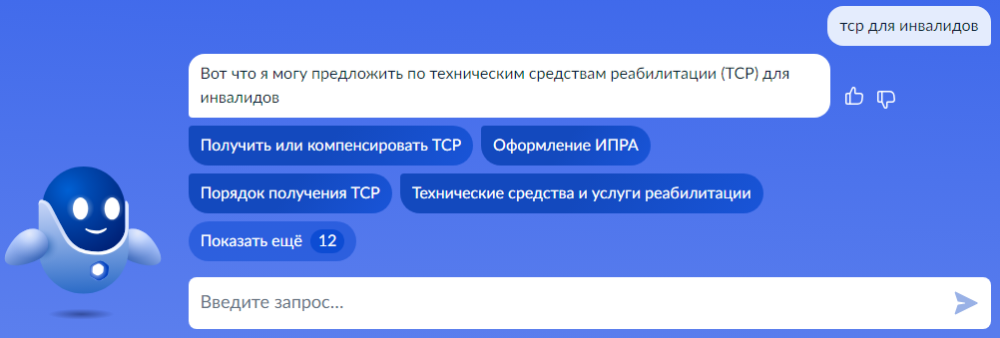 тср для инвалидов
Вот что я могу предложить по техническим средствам реабилитации (ТСР) для
инвалидов
Получить или компенсировать ТСР
Оформление ИПРА
Порядок получения ТСР
Технические средства и услуги реабилитации
Показать ещё 12
Введите запрос...